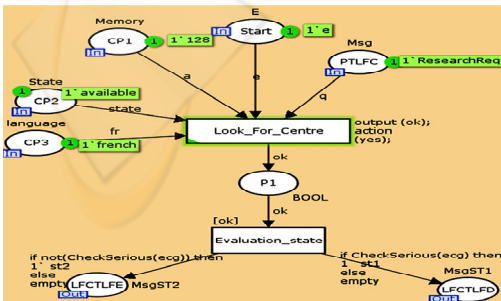 Memory
E
CP1
1
1`128
In
Start
1
1`e
In
Msg
PTLFC
1
1`ResearchReq
In
State
1
1`available
CP2
In
state
a
e
q
language
CP3
1
1`french
In
fr
Look_For_Centre
output (ok);
action
(yes);
ok
P1
BOOL
ok
[ok]
Evaluation_state
if not(CheckSerious(ecg)) then
1` st2
else
empty
LFCTLFE
MsgST2
Out
if CheckSerious(ecg) then
1` st1
else
empty
MsgST1
LFCTLFD
Out